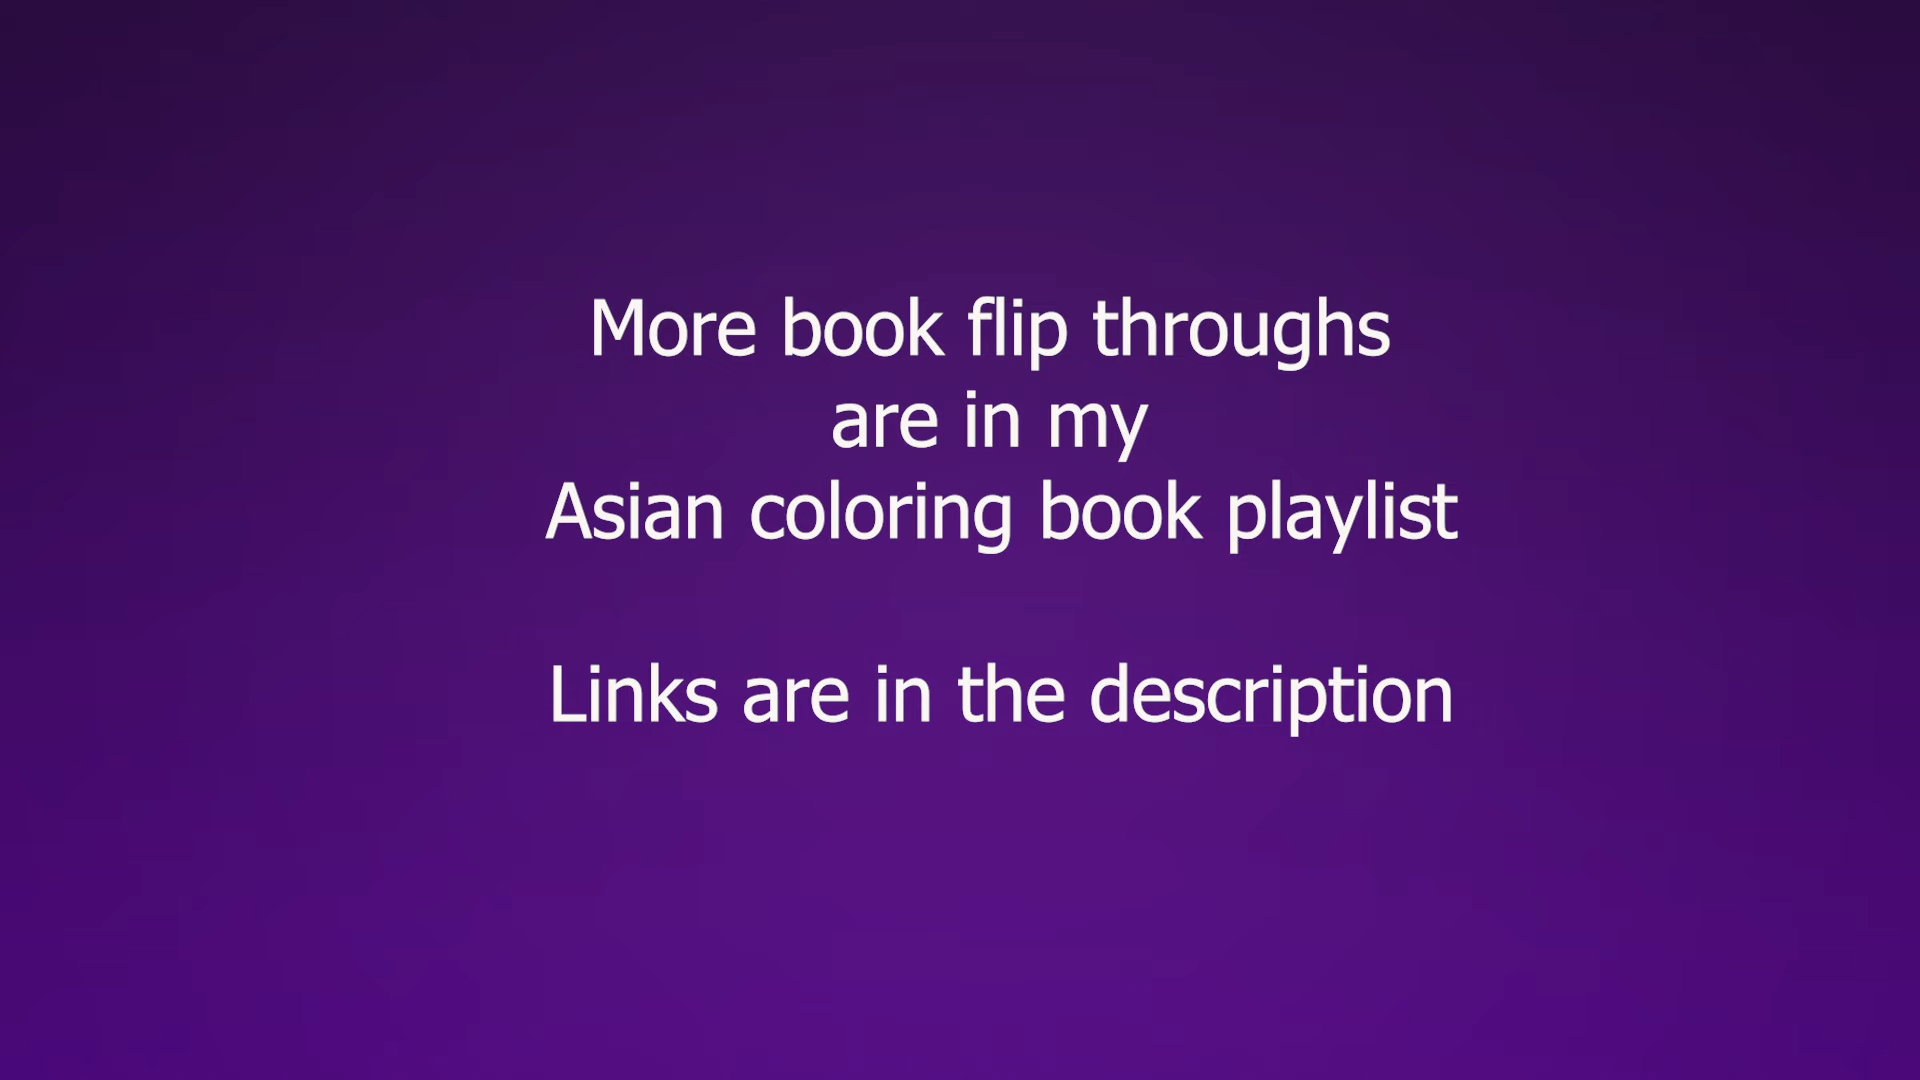 More book flip throughs
are in my
Asian coloring book playlist
Links are in the description